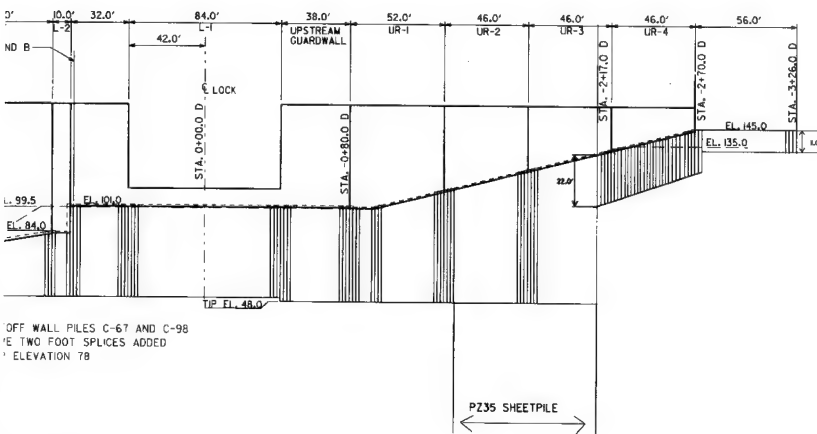 10.0'
32.0'
84.0'
38.0'
52.0'
46.0'
46.0'
46.0'
56.0'
L-2
L-1
UPSTREAM
GUARDWALL
UR-1
UR-2
UR-3
UR-4
42.0'
ND B
℄ LOCK
STA. 0+00.0 D
STA. -0+80.0 D
STA. -2+17.0 D
STA. -2+70.0 D
STA. -3+26.0 D
EL. 145.0
EL. 135.0
22.0'
L. 99.5
EL. 101.0
EL. 84.0
TIP EL. 48.0
OFF WALL PILES C-67 AND C-98
E TWO FOOT SPLICES ADDED
ELEVATION 78
PZ35 SHEETPILE